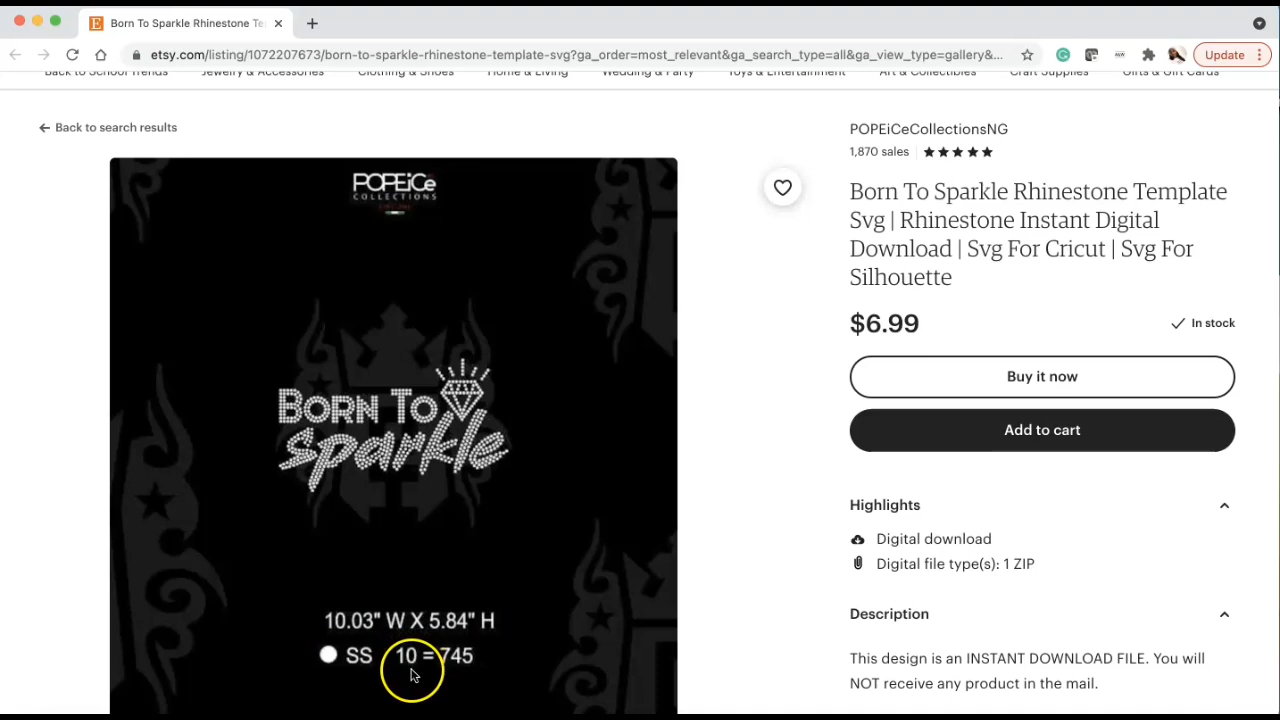 Born To Sparkle Rhinestone Te
etsy.com/listing/1072207673/born-to-sparkle-rhinestone-template-svg?ga_order=most_relevant&ga_search_type=all&ga_view_type=gallery&...
Update
Back to School Trends Jewelry & Accessories Clothing & Shoes Home & Living Wedding & Party Toys & Entertainment Art & Collectibles Craft Supplies Gifts & Gift Cards
Back to search results
POPEiCe
COLLECTIONS
BORN TO
sparkle
10.03" W X 5.84" H
SS 10 = 745
POPEiCeCollectionsNG
1,870 sales
Born To Sparkle Rhinestone Template
Svg | Rhinestone Instant Digital
Download | Svg For Cricut | Svg For
Silhouette
$6.99
In stock
Buy it now
Add to cart
Highlights
Digital download
Digital file type(s): 1 ZIP
Description
This design is an INSTANT DOWNLOAD FILE. You will
NOT receive any product in the mail.